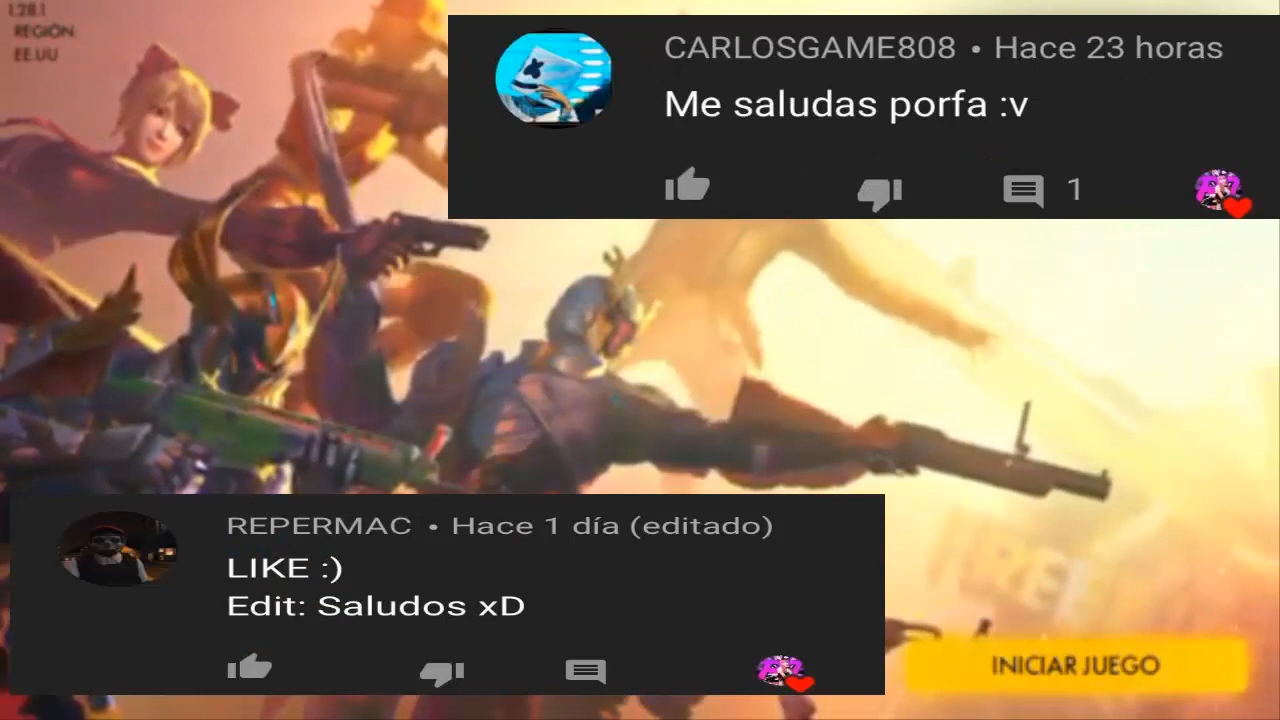 1.28.1
REGIÓN
EE.UU
CARLOSGAME808 • Hace 23 horas
Me saludas porfa :v
1
REPERMAC • Hace 1 día (editado)
LIKE :)
Edit: Saludos xD
INICIAR JUEGO